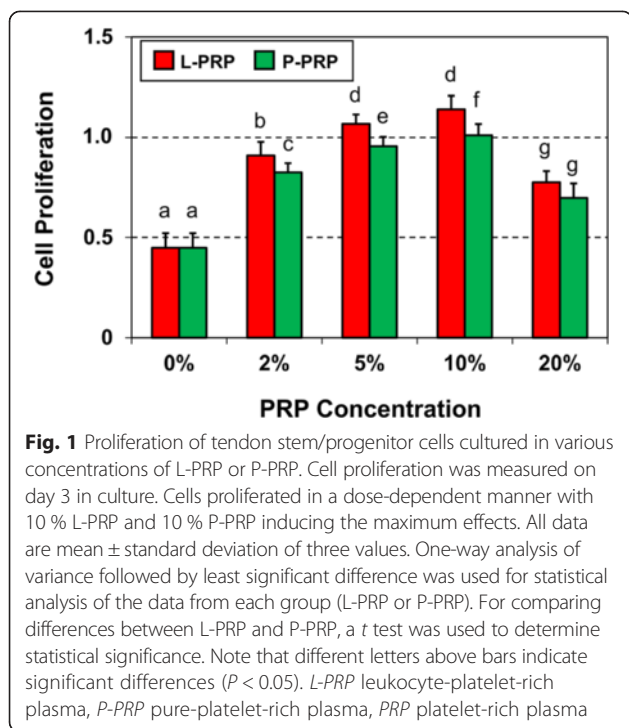 1.5
L-PRP P-PRP
d
d
f
b
e
1.0
c
g g
Cell Proliferation
a a
0.5
0
0% 2% 5% 10% 20%
PRP Concentration
Fig. 1 Proliferation of tendon stem/progenitor cells cultured in various
concentrations of L-PRP or P-PRP. Cell proliferation was measured on
day 3 in culture. Cells proliferated in a dose-dependent manner with
10 % L-PRP and 10 % P-PRP inducing the maximum effects. All data
are mean ± standard deviation of three values. One-way analysis of
variance followed by least significant difference was used for statistical
analysis of the data from each group (L-PRP or P-PRP). For comparing
differences between L-PRP and P-PRP, a t test was used to determine
statistical significance. Note that different letters above bars indicate
significant differences (P < 0.05). L-PRP leukocyte-platelet-rich
plasma, P-PRP pure-platelet-rich plasma, PRP platelet-rich plasma